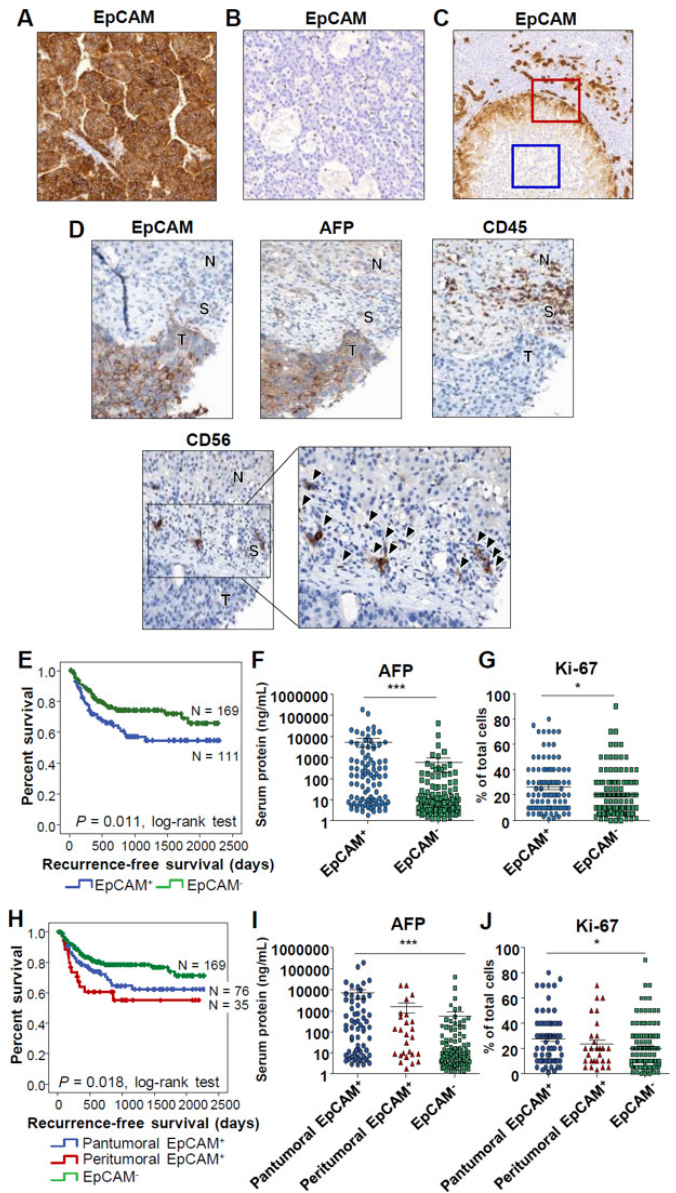 A EpCAM
B EpCAM
C EpCAM
D EpCAM
N
S
T
AFP
N
S
T
CD45
N
S
T
CD56
N
S
T
E
Percent survival
1.0
0.8
0.6
0.4
0.2
0.0
N = 169
N = 111
P = 0.011, log-rank test
0 500 1000 1500 2000 2500
Recurrence-free survival (days)
EpCAM+ EpCAM-
F AFP
***
Serum protein (ng/mL)
1000000
100000
10000
1000
100
10
1
EpCAM+
EpCAM-
G Ki-67
*
% of total cells
100
80
60
40
20
0
EpCAM+
EpCAM-
H
Percent survival
1.0
0.8
0.6
0.4
0.2
0.0
N = 169
N = 76
N = 35
P = 0.018, log-rank test
0 500 1000 1500 2000 2500
Recurrence-free survival (days)
Pantumoral EpCAM+
Peritumoral EpCAM+
EpCAM-
I AFP
***
Serum protein (ng/mL)
1000000
100000
10000
1000
100
10
1
Pantumoral EpCAM+
Peritumoral EpCAM+
EpCAM-
J Ki-67
*
% of total cells
100
80
60
40
20
0
Pantumoral EpCAM+
Peritumoral EpCAM+
EpCAM-